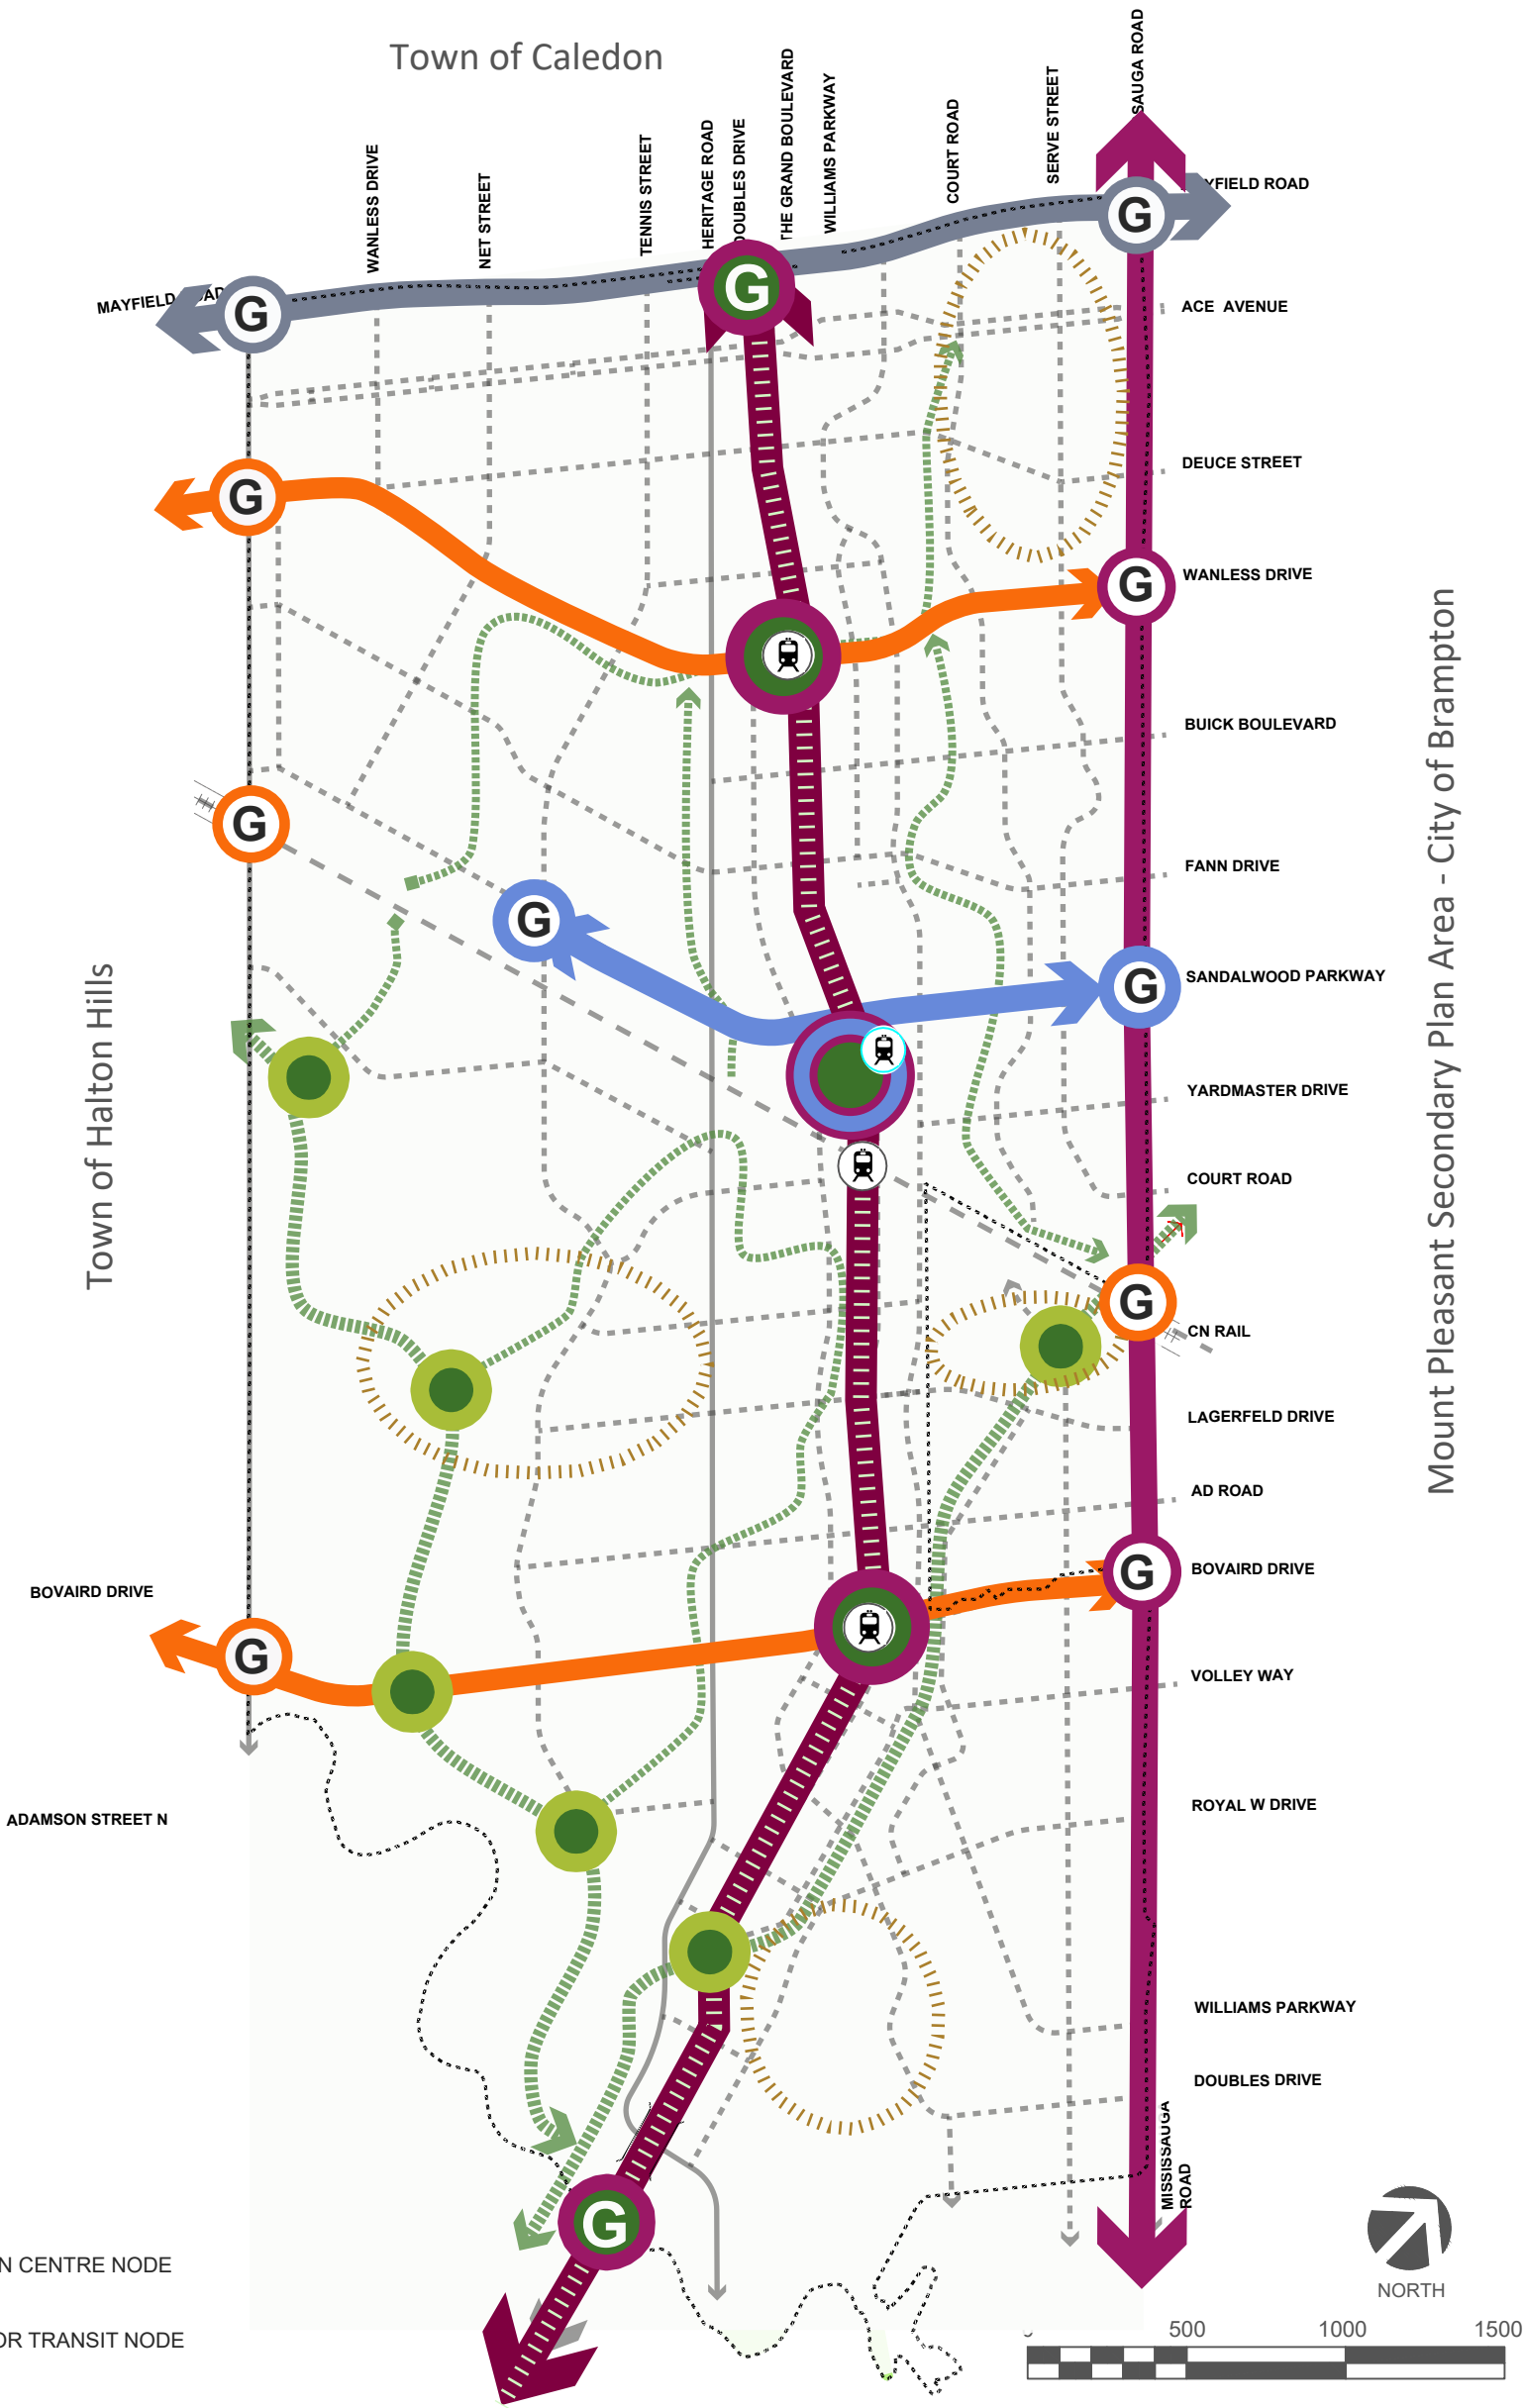 Town of Caledon
WANLESS DRIVE
NET STREET
TENNIS STREET
HERITAGE ROAD
DOUBLES DRIVE
THE GRAND BOULEVARD
WILLIAMS PARKWAY
COURT ROAD
SERVE STREET
SAUGA ROAD
YFIELD ROAD
MAYFIELD ROAD
G
G
G
ACE AVENUE
DEUCE STREET
G
WANLESS DRIVE
G
BUICK BOULEVARD
G
FANN DRIVE
G
SANDALWOOD PARKWAY
G
YARDMASTER DRIVE
COURT ROAD
G
CN RAIL
LAGERFELD DRIVE
AD ROAD
BOVAIRD DRIVE
G
BOVAIRD DRIVE
G
VOLLEY WAY
ADAMSON STREET N
ROYAL W DRIVE
WILLIAMS PARKWAY
DOUBLES DRIVE
MISSISSAUGA
ROAD
G
Town of Halton Hills
Mount Pleasant Secondary Plan Area - City of Brampton
N CENTRE NODE
OR TRANSIT NODE
NORTH
500 1000 1500